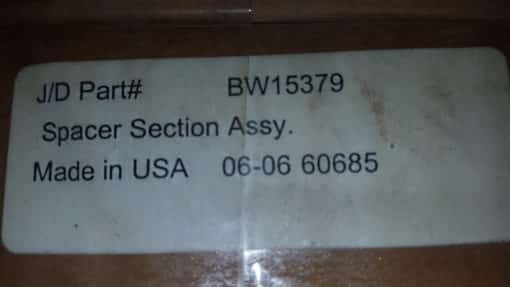 J/D Part# BW15379
Spacer Section Assy.
Made in USA 06-06 60685